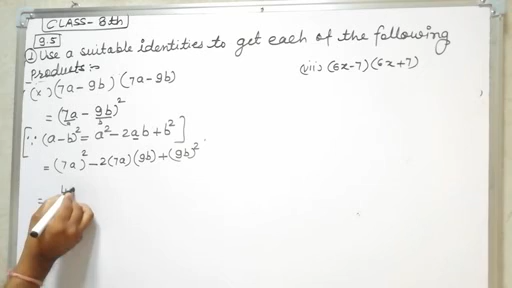 CLASS- 8th
9.5
① Use a suitable identities to get each of the following
products :-
(x) (7a-9b) (7a-9b)
= (7a - 9b)²
a b
[∵ (a-b)² = a² - 2ab + b²]
= (7a)² - 2(7a)(9b) + (9b)²
= 4
(vii) (6x-7)(6x+7)